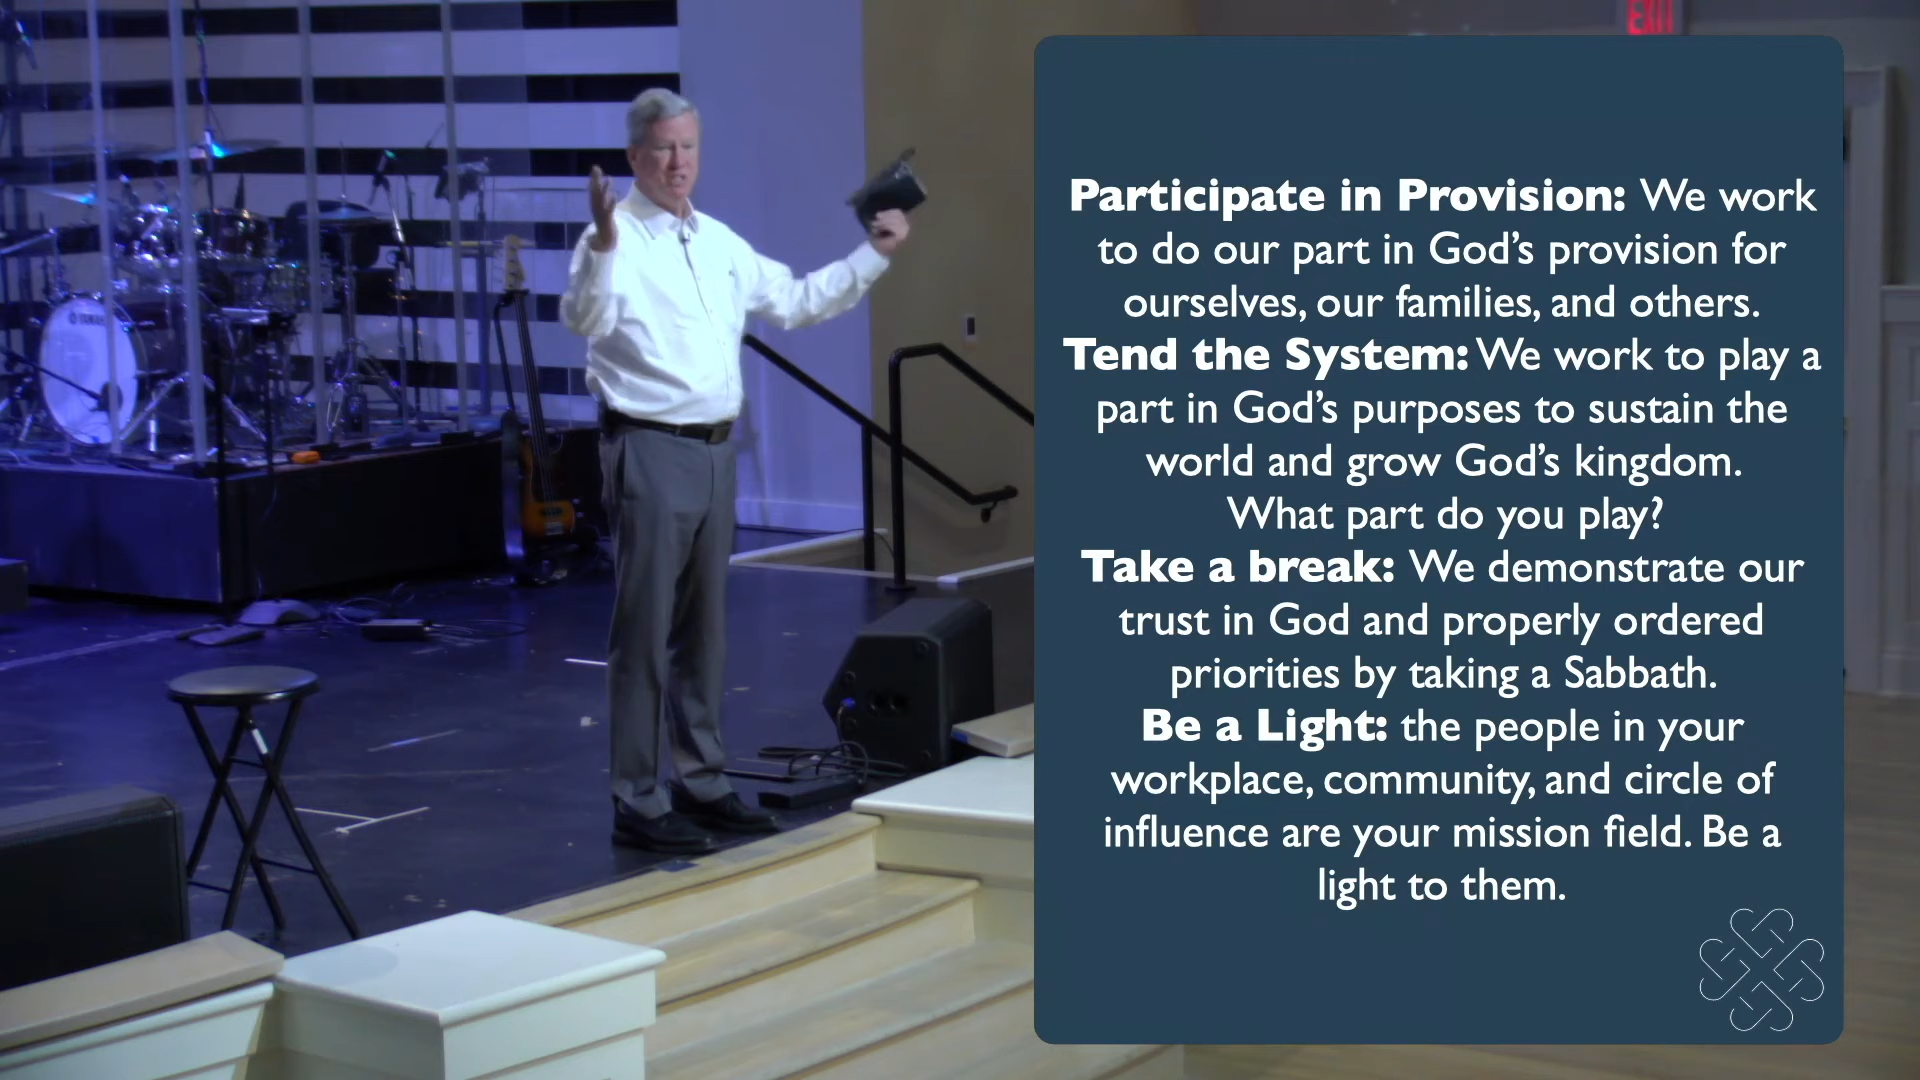 EXIT
Participate in Provision: We work
to do our part in God’s provision for
ourselves, our families, and others.
Tend the System: We work to play a
part in God’s purposes to sustain the
world and grow God’s kingdom.
What part do you play?
Take a break: We demonstrate our
trust in God and properly ordered
priorities by taking a Sabbath.
Be a Light: the people in your
workplace, community, and circle of
influence are your mission field. Be a
light to them.
YAMAHA